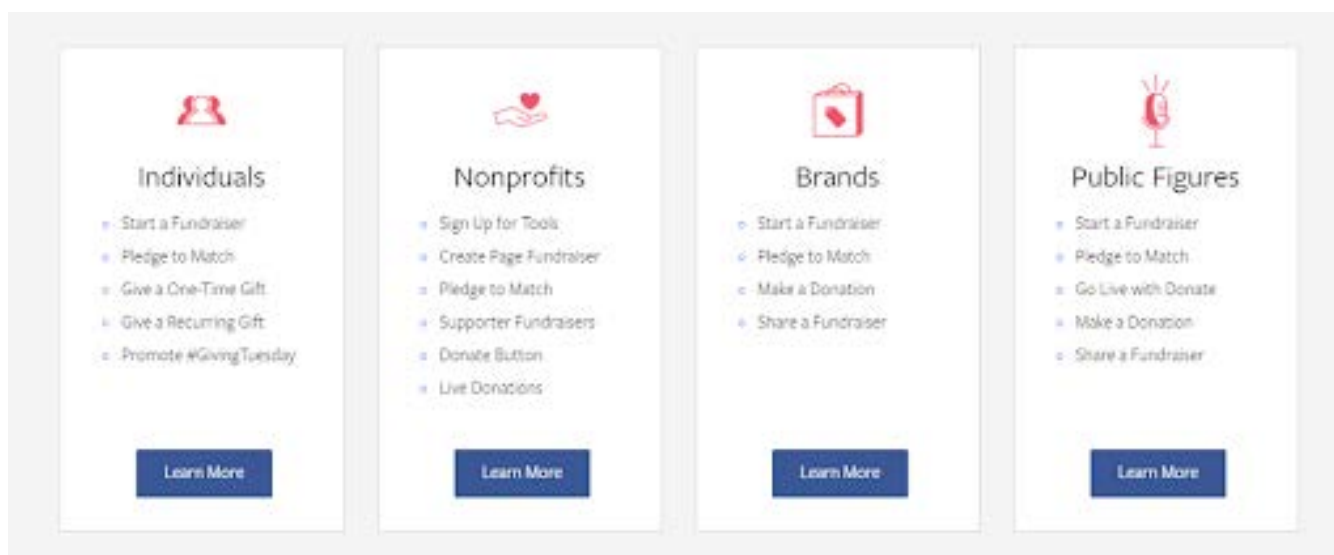 Individuals
Start a Fundraiser
Pledge to Match
Give a One-Time Gift
Give a Recurring Gift
Promote #GivingTuesday
Learn More
Nonprofits
Sign Up for Tools
Create Page Fundraiser
Pledge to Match
Supporter Fundraisers
Donate Button
Live Donations
Learn More
Brands
Start a Fundraiser
Pledge to Match
Make a Donation
Share a Fundraiser
Learn More
Public Figures
Start a Fundraiser
Pledge to Match
Go Live with Donate
Make a Donation
Share a Fundraiser
Learn More